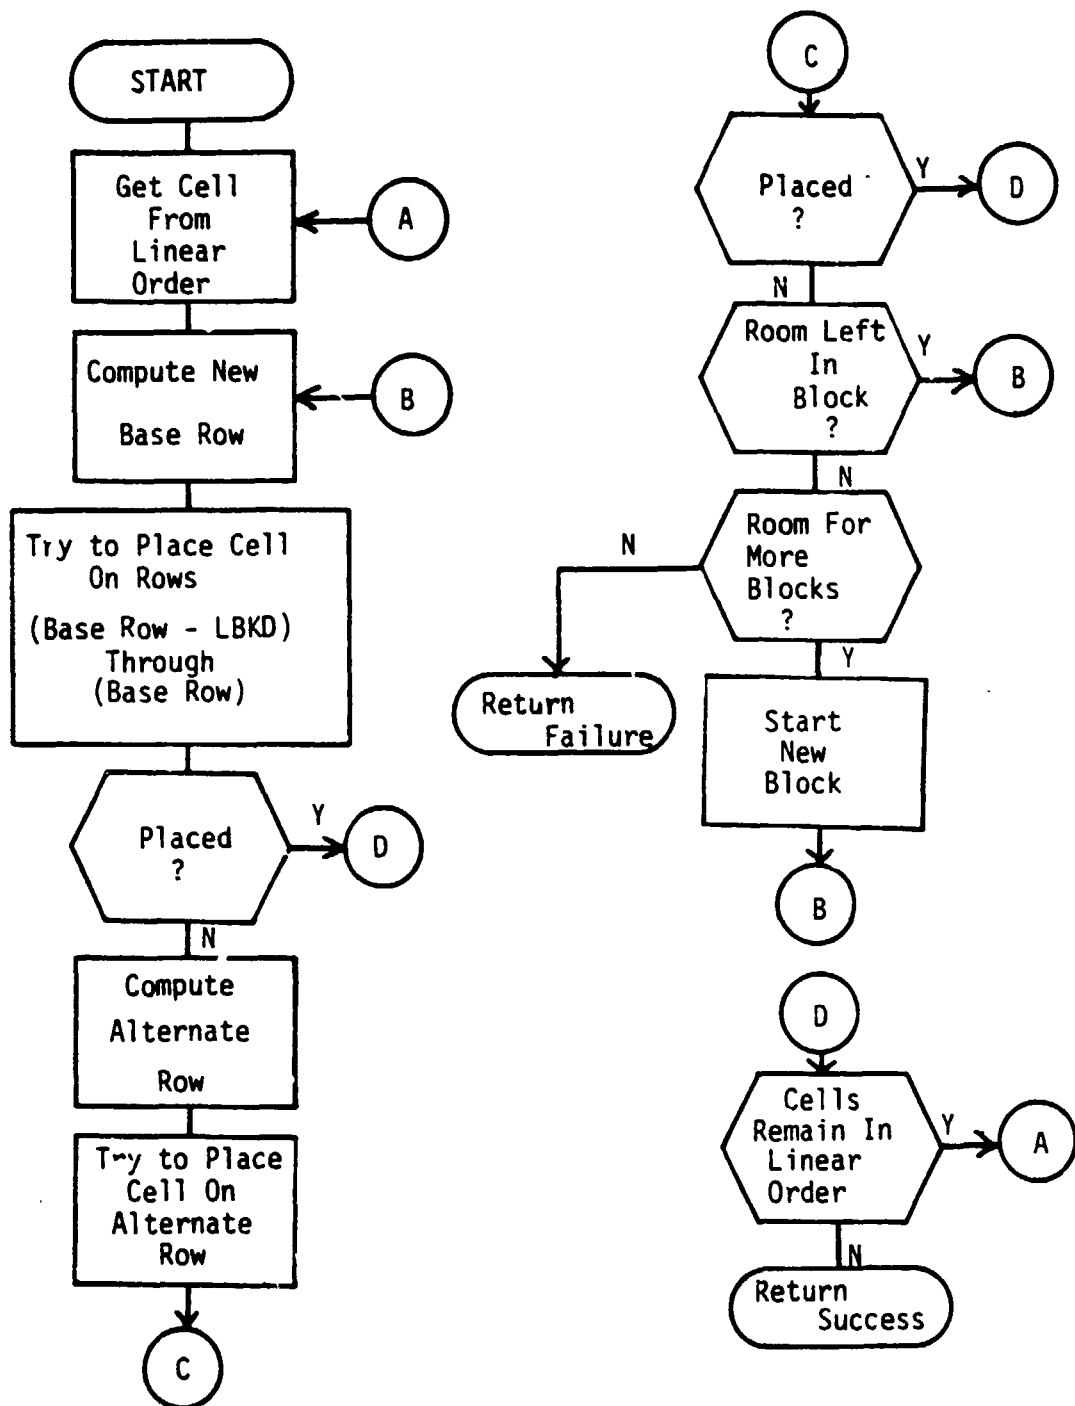 START
Get Cell
From
Linear
Order
A
Compute New
Base Row
B
Try to Place Cell
On Rows
(Base Row - LBKD)
Through
(Base Row)
Placed
?
Y
D
N
Compute
Alternate
Row
Try to Place
Cell On
Alternate
Row
C
C
Placed
?
Y
D
N
Room Left
In
Block
?
Y
B
N
Room For
More
Blocks
?
N
Return
Failure
Y
Start
New
Block
B
D
Cells
Remain In
Linear
Order
Y
A
N
Return
Success